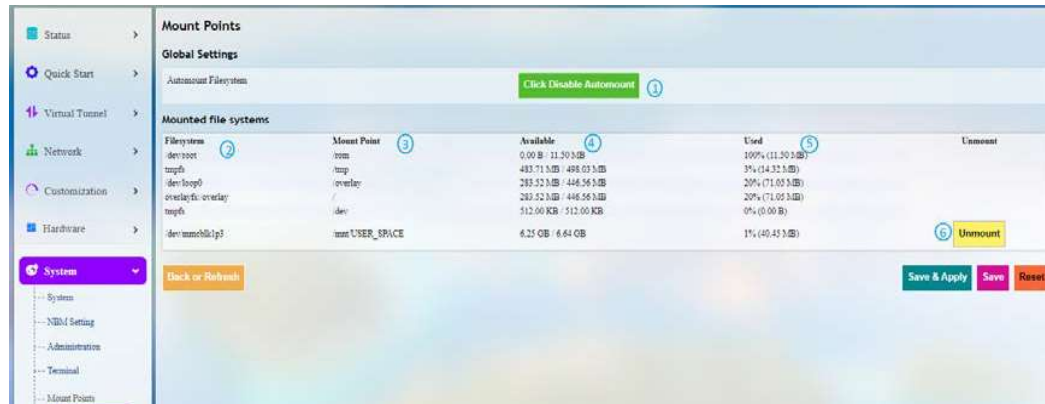 Status
Quick Start
Virtual Tunnel
Network
Customization
Hardware
System
System
NBM Setting
Administration
Terminal
Mount Points
Mount Points
Global Settings
Automount Filesystem Click Disable Automount 1
Mounted file systems
Filesystem 2 Mount Point 3 Available 4 Used 5 Unmount
/dev/root /rom 0.00 B / 11.50 MB 100% (11.50 MB)
tmpfs /tmp 483.71 MB / 498.03 MB 3% (14.32 MB)
/dev/loop0 /overlay 283.52 MB / 446.56 MB 20% (71.05 MB)
overlayfs:/overlay / 283.52 MB / 446.56 MB 20% (71.05 MB)
tmpfs /dev 512.00 KB / 512.00 KB 0% (0.00 B)
/dev/mmcblk1p3 /mnt/USER_SPACE 6.25 GB / 6.64 GB 1% (40.45 MB) 6 Unmount
Back or Refresh Save & Apply Save Reset